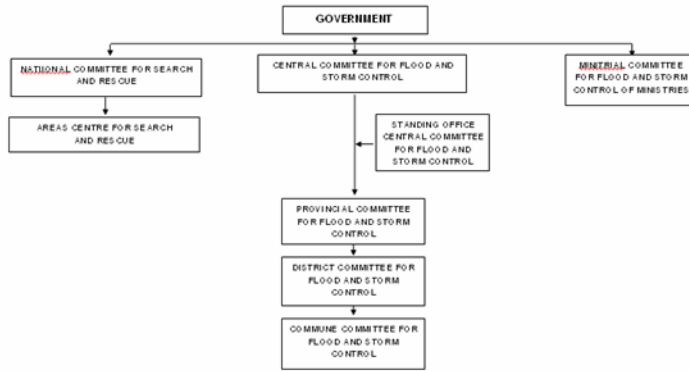 GOVERNMENT
NATIIONAL COMMITTEE FOR SEARCH
AND RESCUE
CENTRAL COMMITTEE FOR FLOOD AND
STORM CONTROL
MINITRIAL COMMITTEE
FOR FLOOD AND STORM
CONTROL OF MINISTRIES
AREAS CENTRE FOR SEARCH
AND RESCUE
STANDING OFFICE
CENTRAL COMMITTEE
FOR FLOOD AND
STORM CONTROL
PROVINCIAL COMMITTEE
FOR FLOOD AND STORM
CONTROL
DISTRICT COMMITTEE FOR
FLOOD AND STORM
CONTROL
COMMUNE COMMITTEE FOR
FLOOD AND STORM
CONTROL